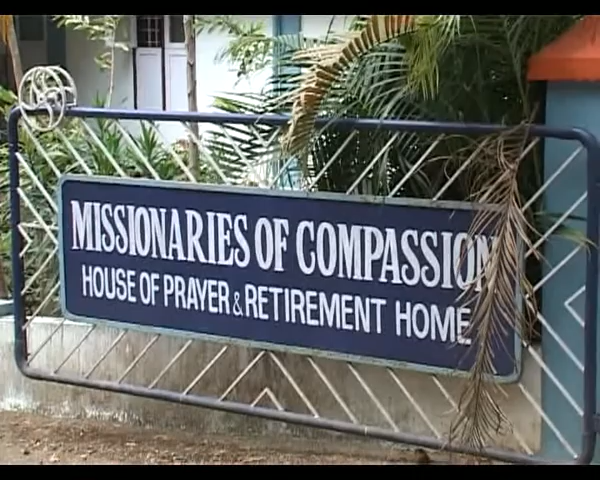 MISSIONARIES OF COMPASSION
HOUSE OF PRAYER & RETIREMENT HOME